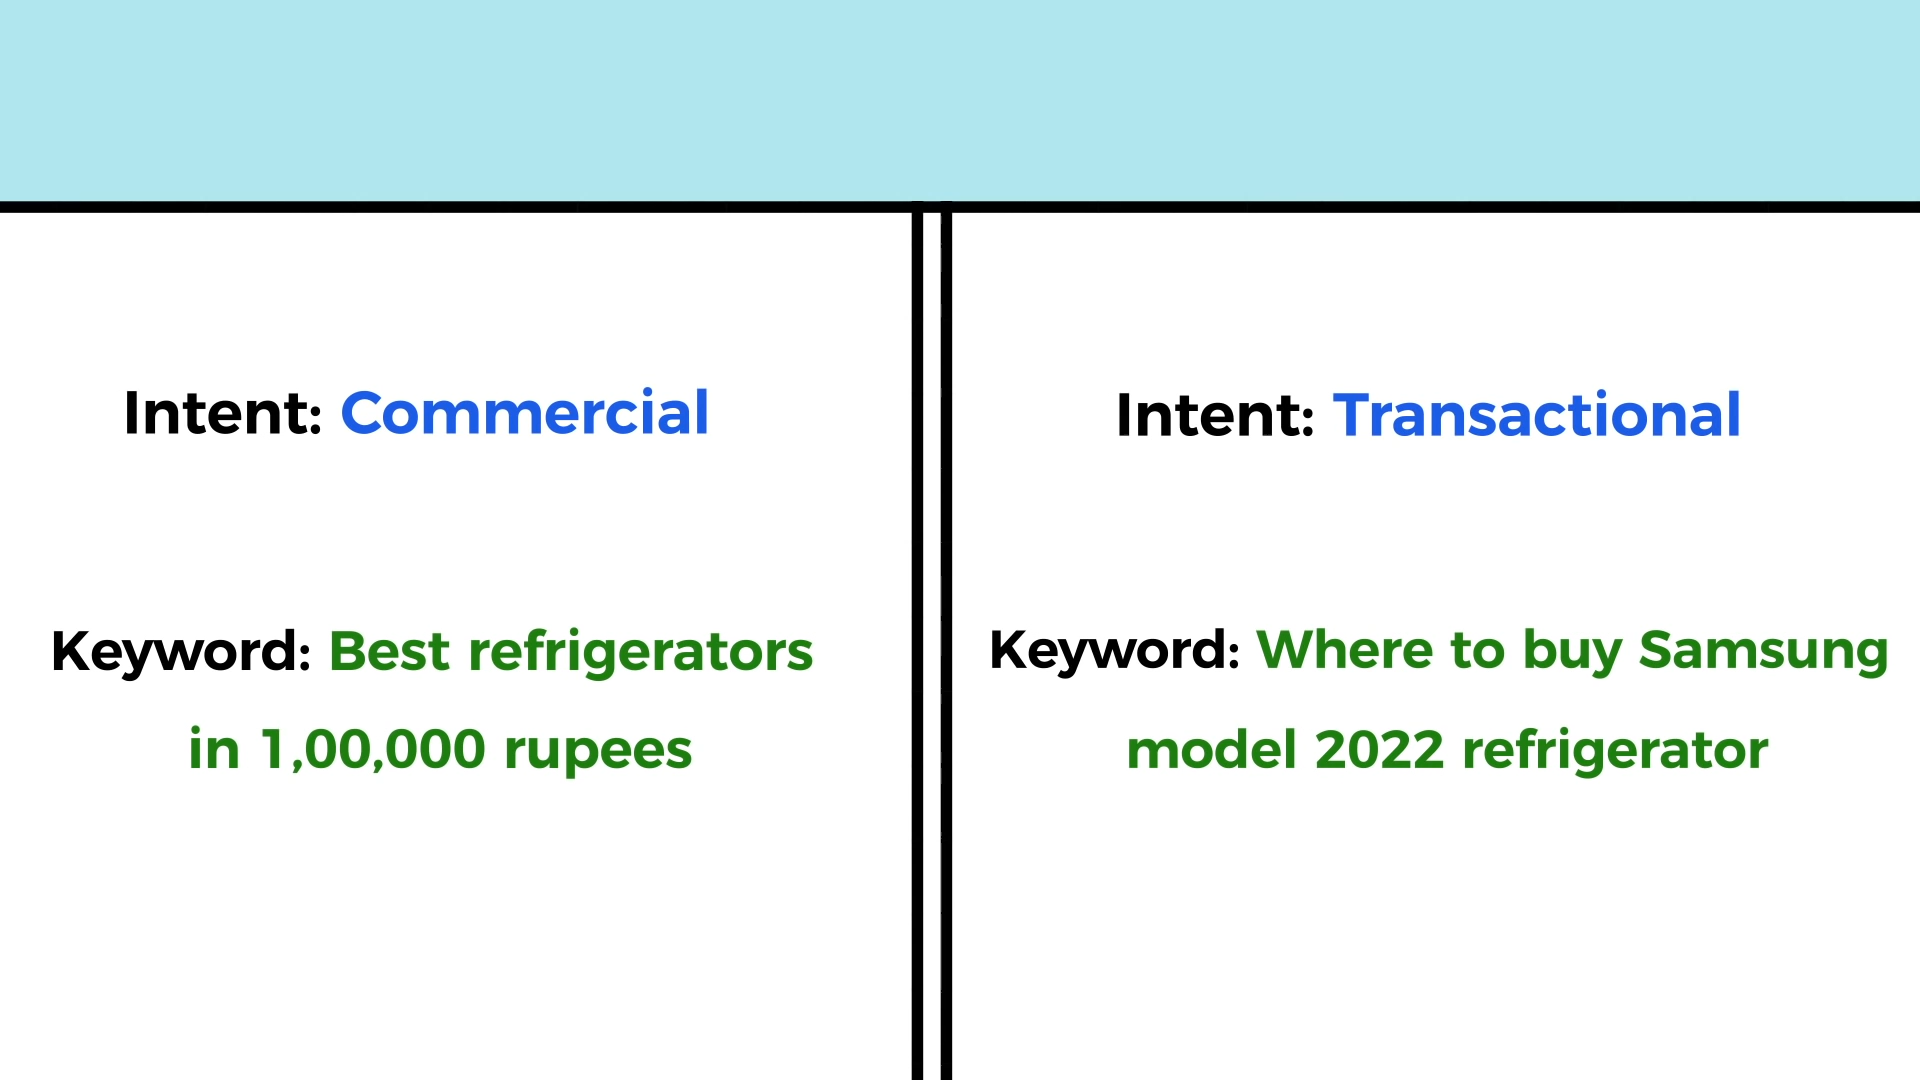 Intent: Commercial
Keyword: Best refrigerators
in 1,00,000 rupees
Intent: Transactional
Keyword: Where to buy Samsung
model 2022 refrigerator